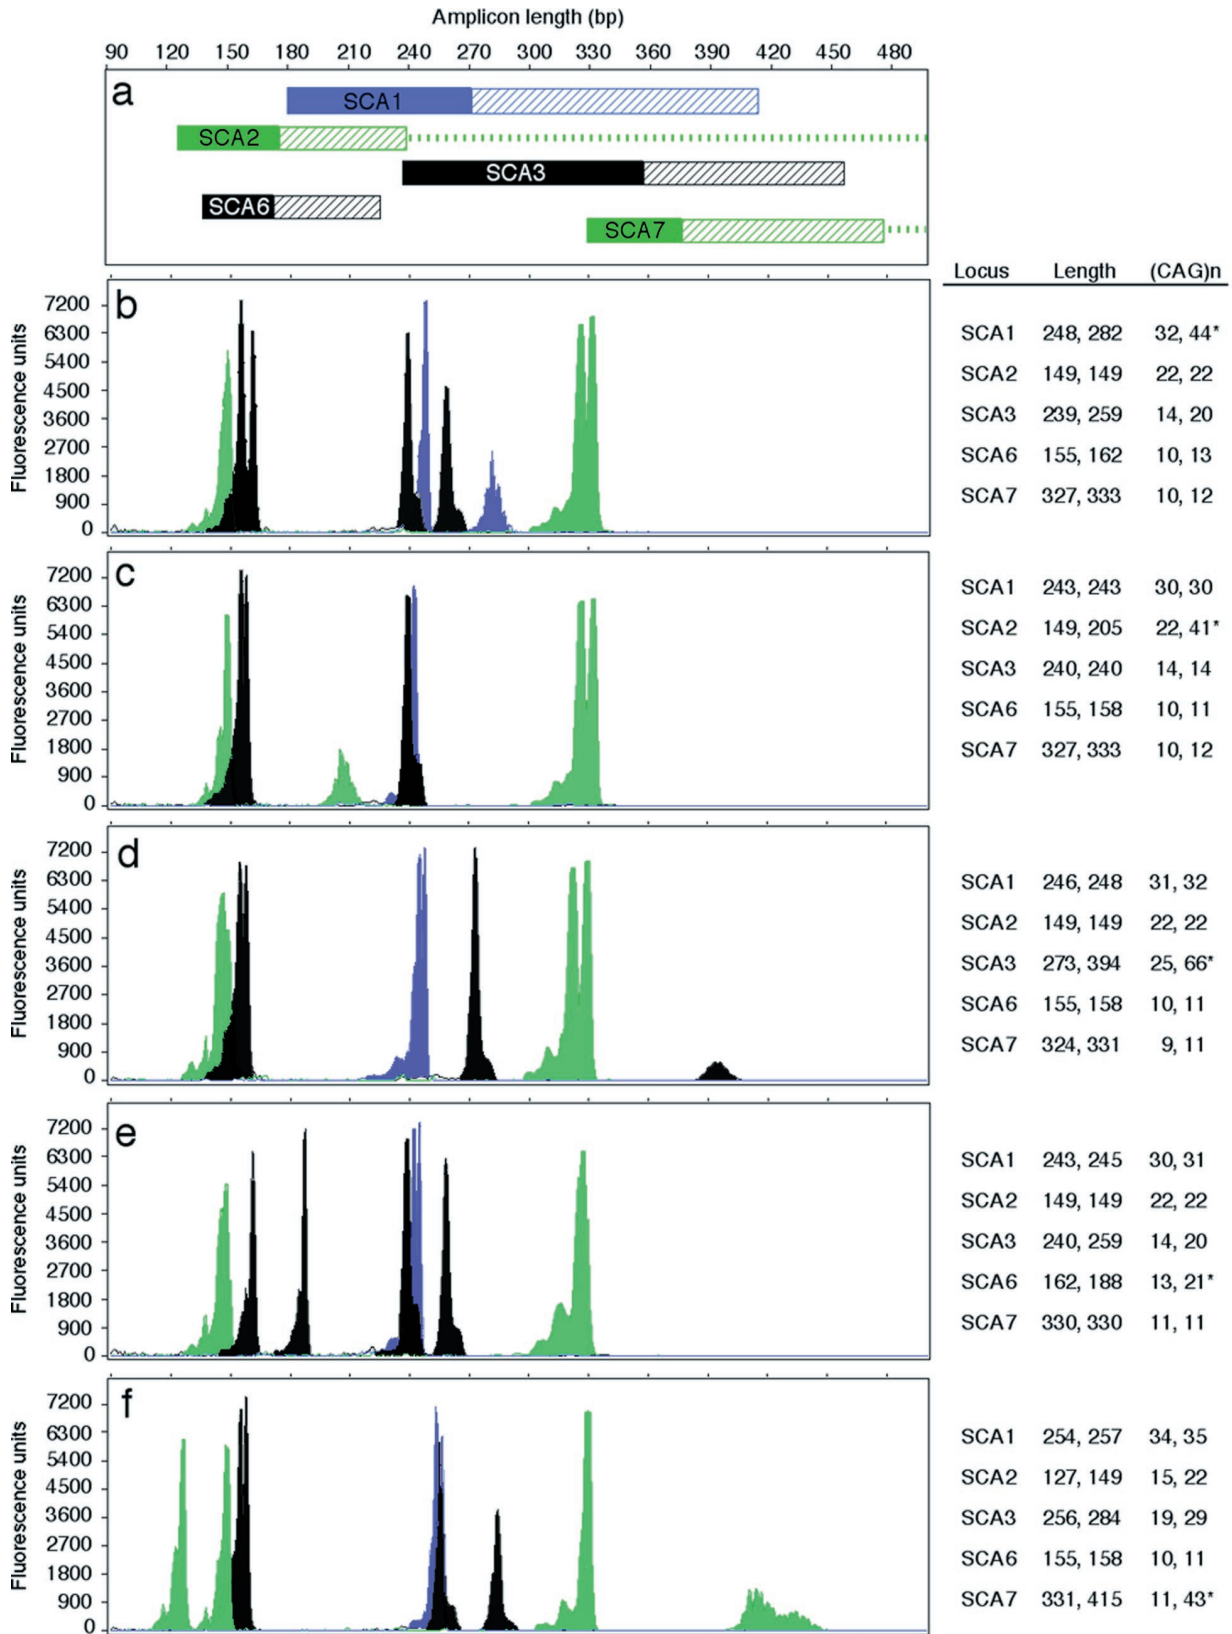 Amplicon length (bp)
90 120 150 180 210 240 270 300 330 360 390 420 450 480
a
SCA1
SCA2
SCA3
SCA6
SCA7
Locus Length (CAG)n
b
Fluorescence units
7200
6300
5400
4500
3600
2700
1800
900
0
SCA1 248, 282 32, 44*
SCA2 149, 149 22, 22
SCA3 239, 259 14, 20
SCA6 155, 162 10, 13
SCA7 327, 333 10, 12
c
Fluorescence units
7200
6300
5400
4500
3600
2700
1800
900
0
SCA1 243, 243 30, 30
SCA2 149, 205 22, 41*
SCA3 240, 240 14, 14
SCA6 155, 158 10, 11
SCA7 327, 333 10, 12
d
Fluorescence units
7200
6300
5400
4500
3600
2700
1800
900
0
SCA1 246, 248 31, 32
SCA2 149, 149 22, 22
SCA3 273, 394 25, 66*
SCA6 155, 158 10, 11
SCA7 324, 331 9, 11
e
Fluorescence units
7200
6300
5400
4500
3600
2700
1800
900
0
SCA1 243, 245 30, 31
SCA2 149, 149 22, 22
SCA3 240, 259 14, 20
SCA6 162, 188 13, 21*
SCA7 330, 330 11, 11
f
Fluorescence units
7200
6300
5400
4500
3600
2700
1800
900
0
SCA1 254, 257 34, 35
SCA2 127, 149 15, 22
SCA3 256, 284 19, 29
SCA6 155, 158 10, 11
SCA7 331, 415 11, 43*